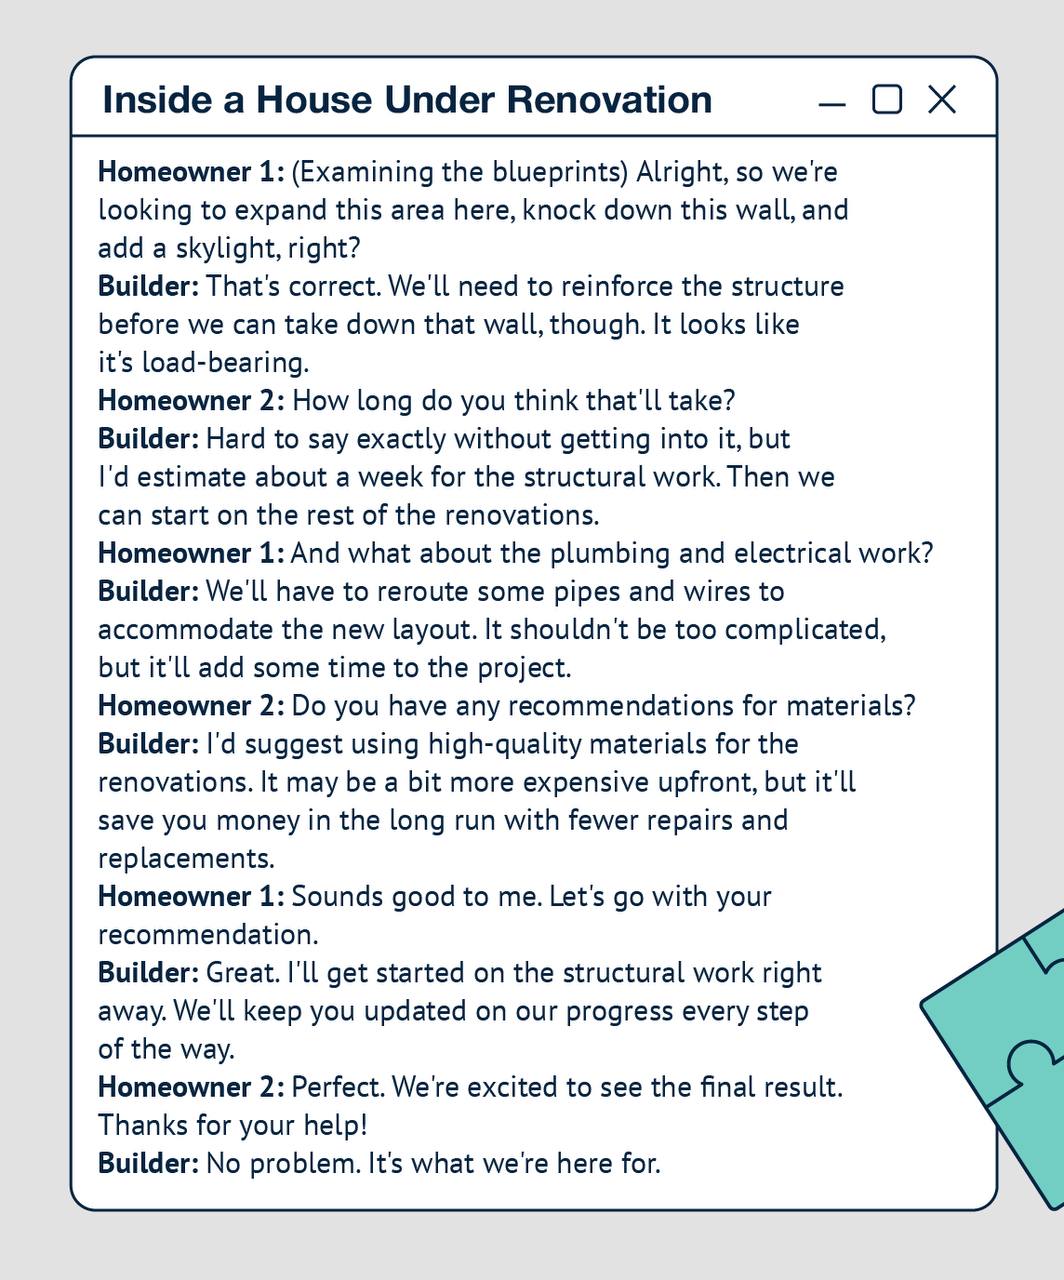 Inside a House Under Renovation
Homeowner 1: (Examining the blueprints) Alright, so we're
looking to expand this area here, knock down this wall, and
add a skylight, right?
Builder: That's correct. We'll need to reinforce the structure
before we can take down that wall, though. It looks like
it's load-bearing.
Homeowner 2: How long do you think that'll take?
Builder: Hard to say exactly without getting into it, but
I'd estimate about a week for the structural work. Then we
can start on the rest of the renovations.
Homeowner 1: And what about the plumbing and electrical work?
Builder: We'll have to reroute some pipes and wires to
accommodate the new layout. It shouldn't be too complicated,
but it'll add some time to the project.
Homeowner 2: Do you have any recommendations for materials?
Builder: I'd suggest using high-quality materials for the
renovations. It may be a bit more expensive upfront, but it'll
save you money in the long run with fewer repairs and
replacements.
Homeowner 1: Sounds good to me. Let's go with your
recommendation.
Builder: Great. I'll get started on the structural work right
away. We'll keep you updated on our progress every step
of the way.
Homeowner 2: Perfect. We're excited to see the final result.
Thanks for your help!
Builder: No problem. It's what we're here for.